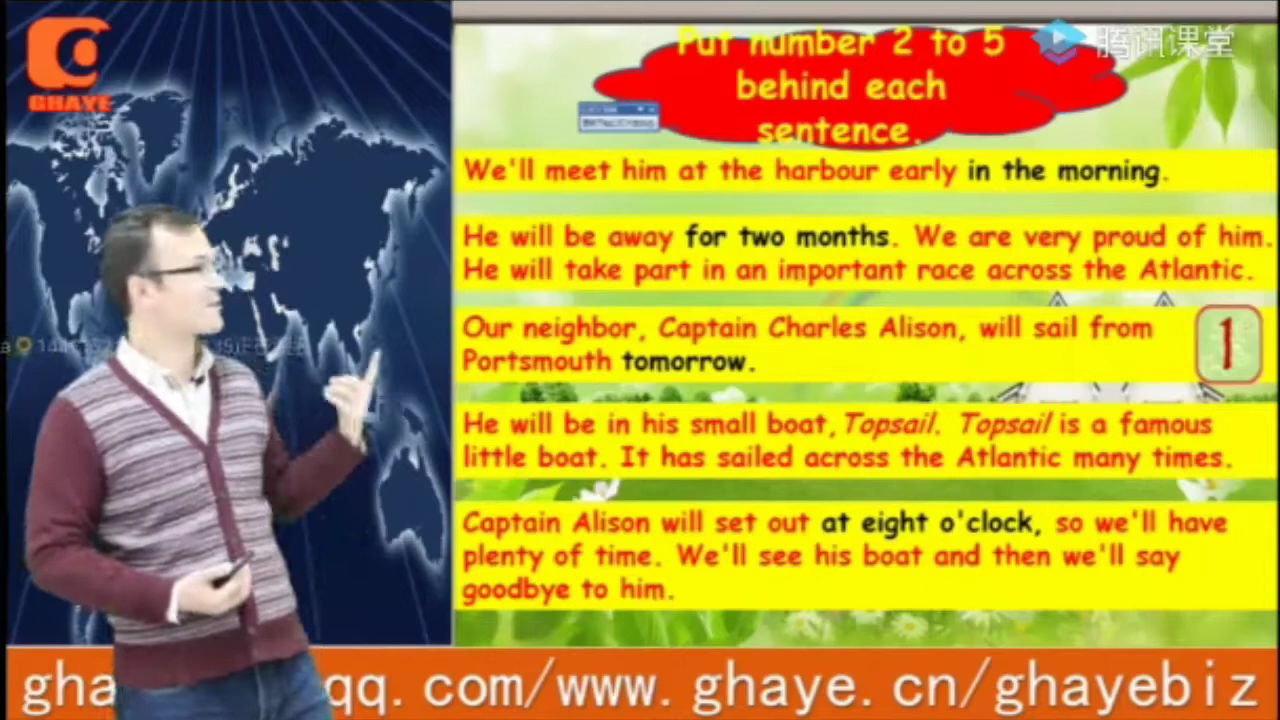 GHAYE
Put number 2 to 5
腾讯课堂
behind each
sentence.
We'll meet him at the harbour early in the morning.
He will be away for two months. We are very proud of him.
He will take part in an important race across the Atlantic.
Our neighbor, Captain Charles Alison, will sail from
Portsmouth tomorrow.
1
He will be in his small boat, Topsail. Topsail is a famous
little boat. It has sailed across the Atlantic many times.
Captain Alison will set out at eight o'clock, so we'll have
plenty of time. We'll see his boat and then we'll say
goodbye to him.
gha qq.com/www.ghaye.cn/ghayebiz